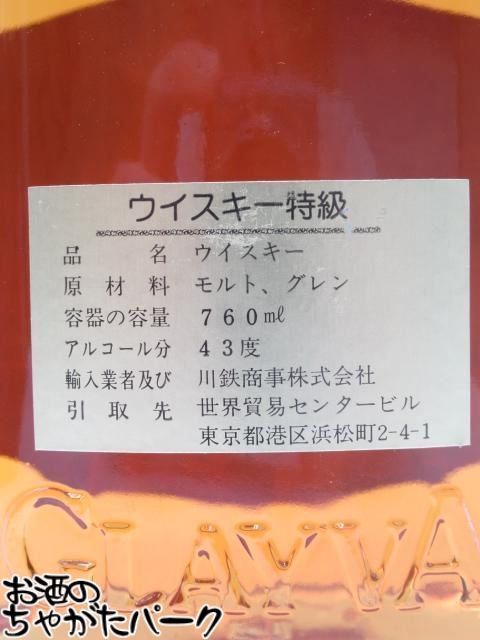 ウイスキー特級
品名 ウイスキー
原材料 モルト、グレン
容器の容量 760㎖
アルコール分 43度
輸入業者及び 川鉄商事株式会社
引取先 世界貿易センタービル
東京都港区浜松町2-4-1
GLAYVA
お酒の
ちゃがたパーク